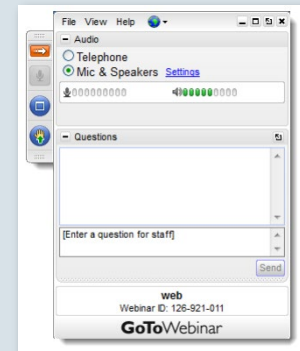 File View Help
Audio
Telephone
Mic & Speakers Settings
Questions
[Enter a question for staff]
Send
web
Webinar ID: 126-921-011
GoToWebinar